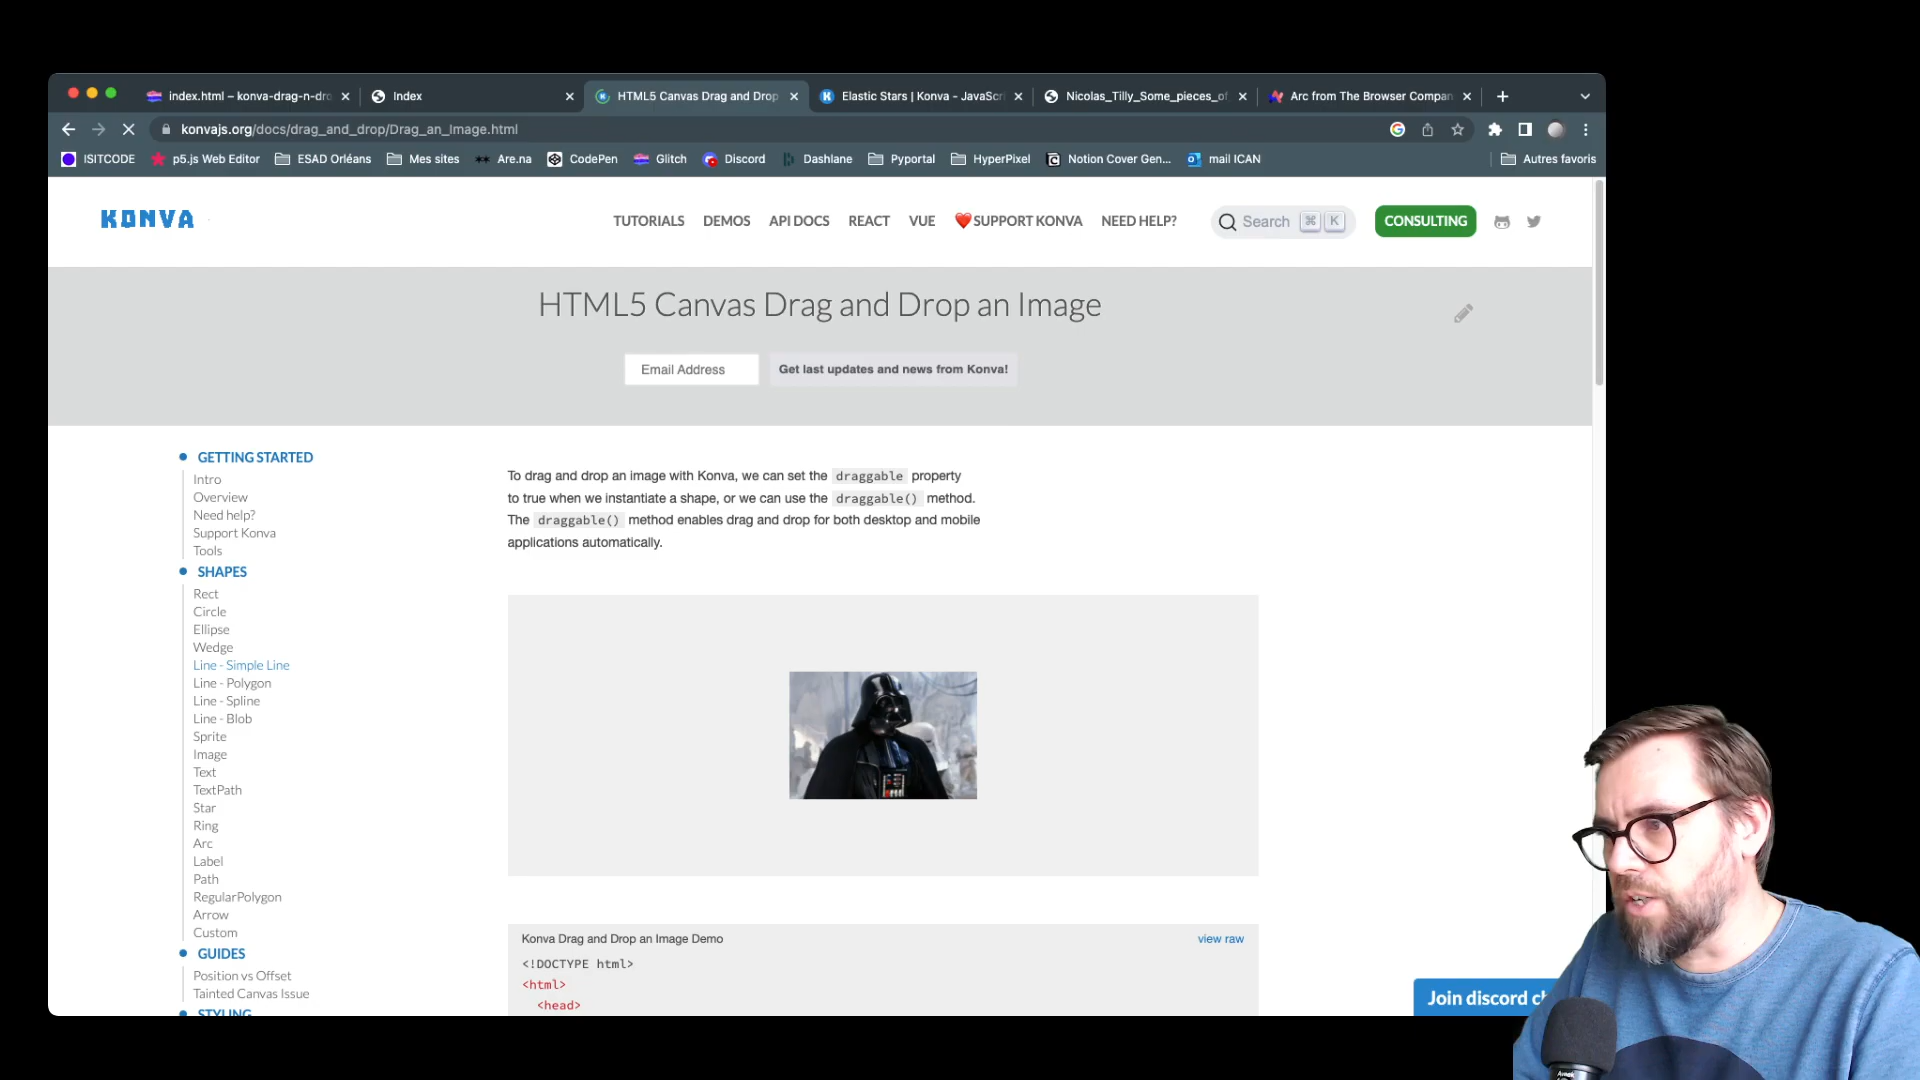 index.html – konva-drag-n-dro
Index
HTML5 Canvas Drag and Drop
Elastic Stars | Konva - JavaScri
Nicolas_Tilly_Some_pieces_of
Arc from The Browser Compan
konvajs.org/docs/drag_and_drop/Drag_an_Image.html
ISITCODE
p5.js Web Editor
ESAD Orléans
Mes sites
Are.na
CodePen
Glitch
Discord
Dashlane
Pyportal
HyperPixel
Notion Cover Gen...
mail ICAN
Autres favoris
KONVA
TUTORIALS
DEMOS
API DOCS
REACT
VUE
❤️SUPPORT KONVA
NEED HELP?
Search ⌘ K
CONSULTING
HTML5 Canvas Drag and Drop an Image
Email Address
Get last updates and news from Konva!
GETTING STARTED
Intro
Overview
Need help?
Support Konva
Tools
SHAPES
Rect
Circle
Ellipse
Wedge
Line - Simple Line
Line - Polygon
Line - Spline
Line - Blob
Sprite
Image
Text
TextPath
Star
Ring
Arc
Label
Path
RegularPolygon
Arrow
Custom
GUIDES
Position vs Offset
Tainted Canvas Issue
STYLING
To drag and drop an image with Konva, we can set the draggable property
to true when we instantiate a shape, or we can use the draggable() method.
The draggable() method enables drag and drop for both desktop and mobile
applications automatically.
Konva Drag and Drop an Image Demo
view raw
<!DOCTYPE html>
<html>
<head>
Join discord c